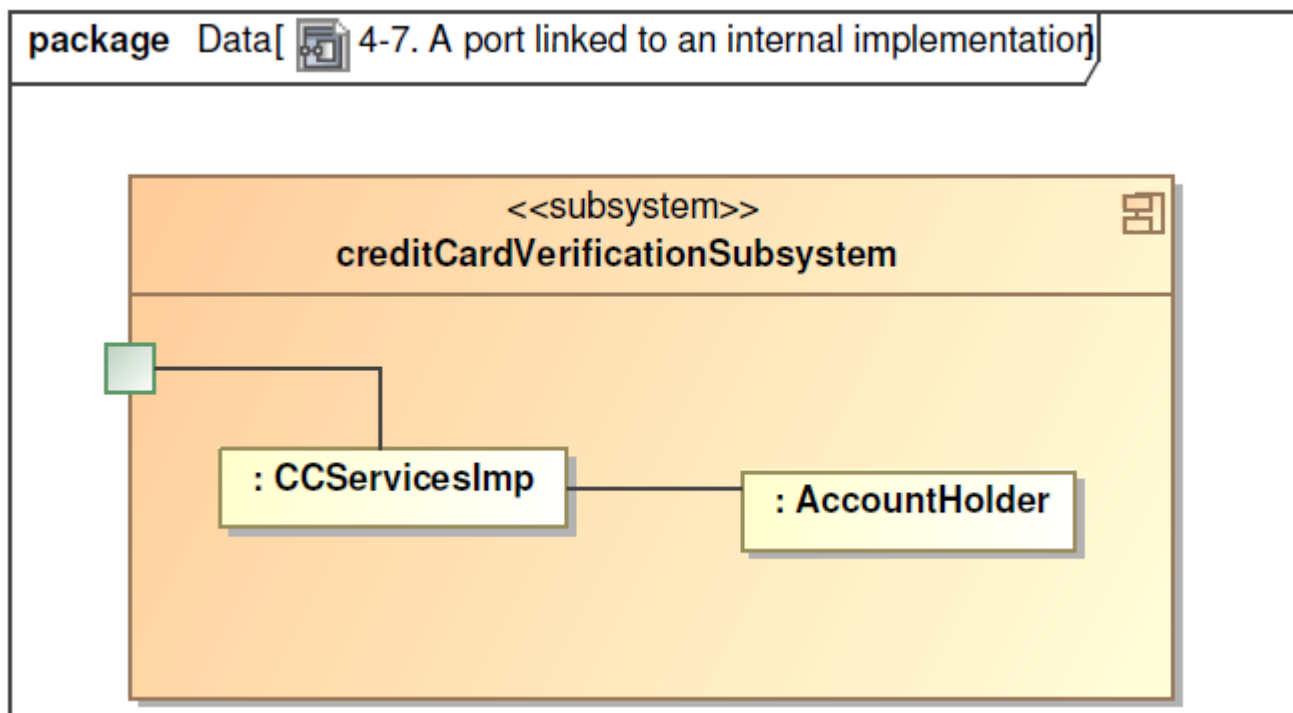 package Data[ 4-7. A port linked to an internal implementation]
<<subsystem>>
creditCardVerificationSubsystem
: CCServicesImp
: AccountHolder